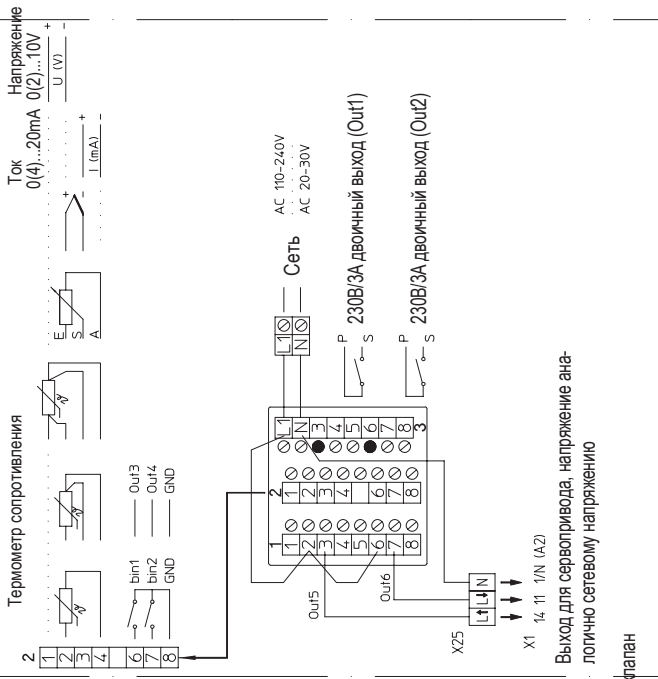 Термометр сопротивления
Ток
0(4)...20mA
Напряжение
0(2)...10V
+
-
U (V)
+
-
I (mA)
+
-
E
S
A
2
1
2
3
4
6
7
8
bin1
bin2
GND
Out3
Out4
GND
AC 110-240V
AC 20-30V
Сеть
L1
N
P
S
230В/3А двоичный выход (Out1)
P
S
230В/3А двоичный выход (Out2)
1
1
2
3
4
5
6
7
8
2
1
2
3
4
6
7
8
L1
N
3
4
5
6
7
8
3
Out5
Out6
X25
L↑
L↓
N
X1
14 11 1/N (A2)
Выход для сервопривода, напряжение ана-
логично сетевому напряжению
клапан